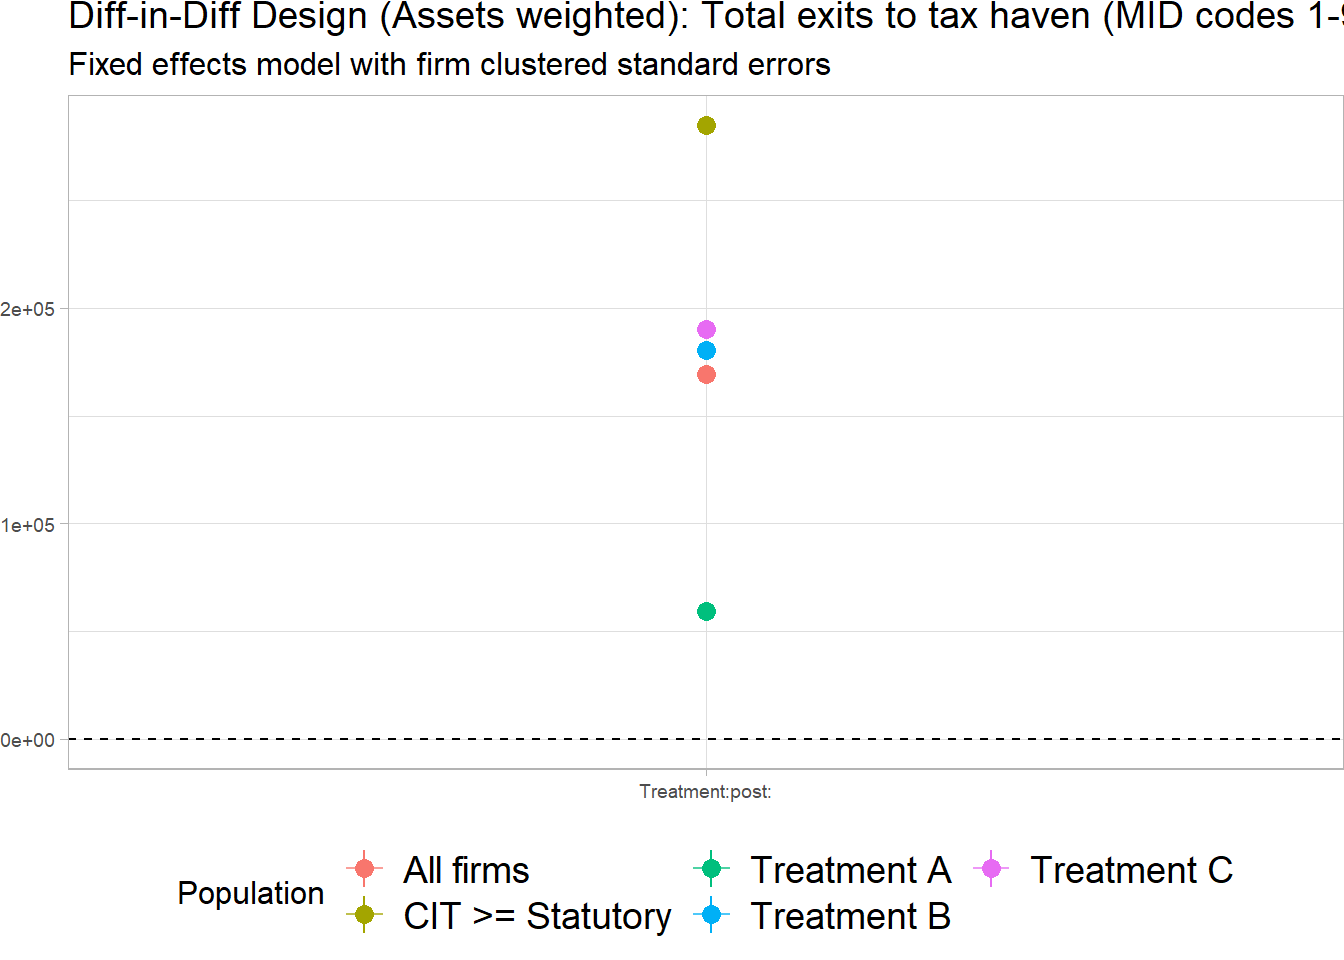 Diff-in-Diff Design (Assets weighted): Total exits to tax haven (MID codes 1-9
Fixed effects model with firm clustered standard errors
2e+05
1e+05
0e+00
Treatment:post:
Population
All firms
CIT >= Statutory
Treatment A
Treatment B
Treatment C